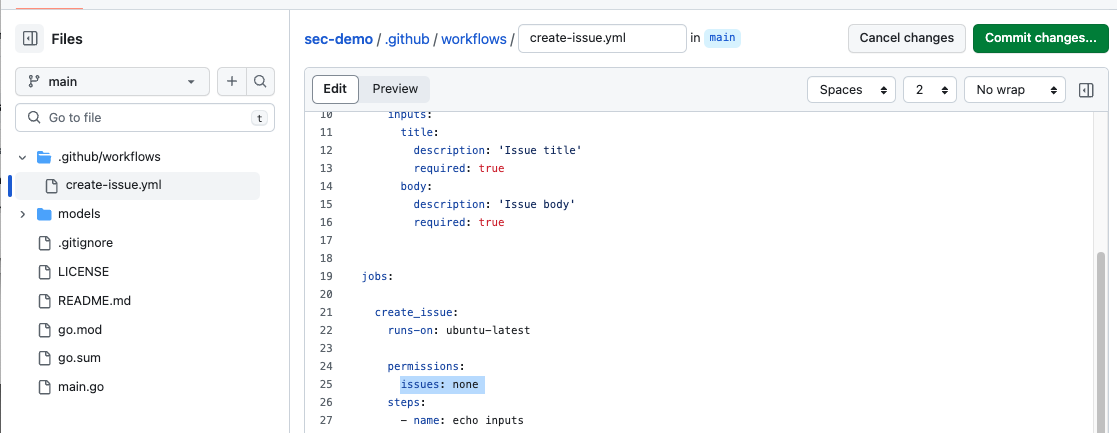 Files
sec-demo / .github / workflows / create-issue.yml in main
Cancel changes
Commit changes...
main
Go to file
t
.github/workflows
create-issue.yml
models
.gitignore
LICENSE
README.md
go.mod
go.sum
main.go
Edit
Preview
Spaces
2
No wrap
10 inputs:
11 title:
12 description: 'Issue title'
13 required: true
14 body:
15 description: 'Issue body'
16 required: true
17
18
19 jobs:
20
21 create_issue:
22 runs-on: ubuntu-latest
23
24 permissions:
25 issues: none
26 steps:
27 - name: echo inputs